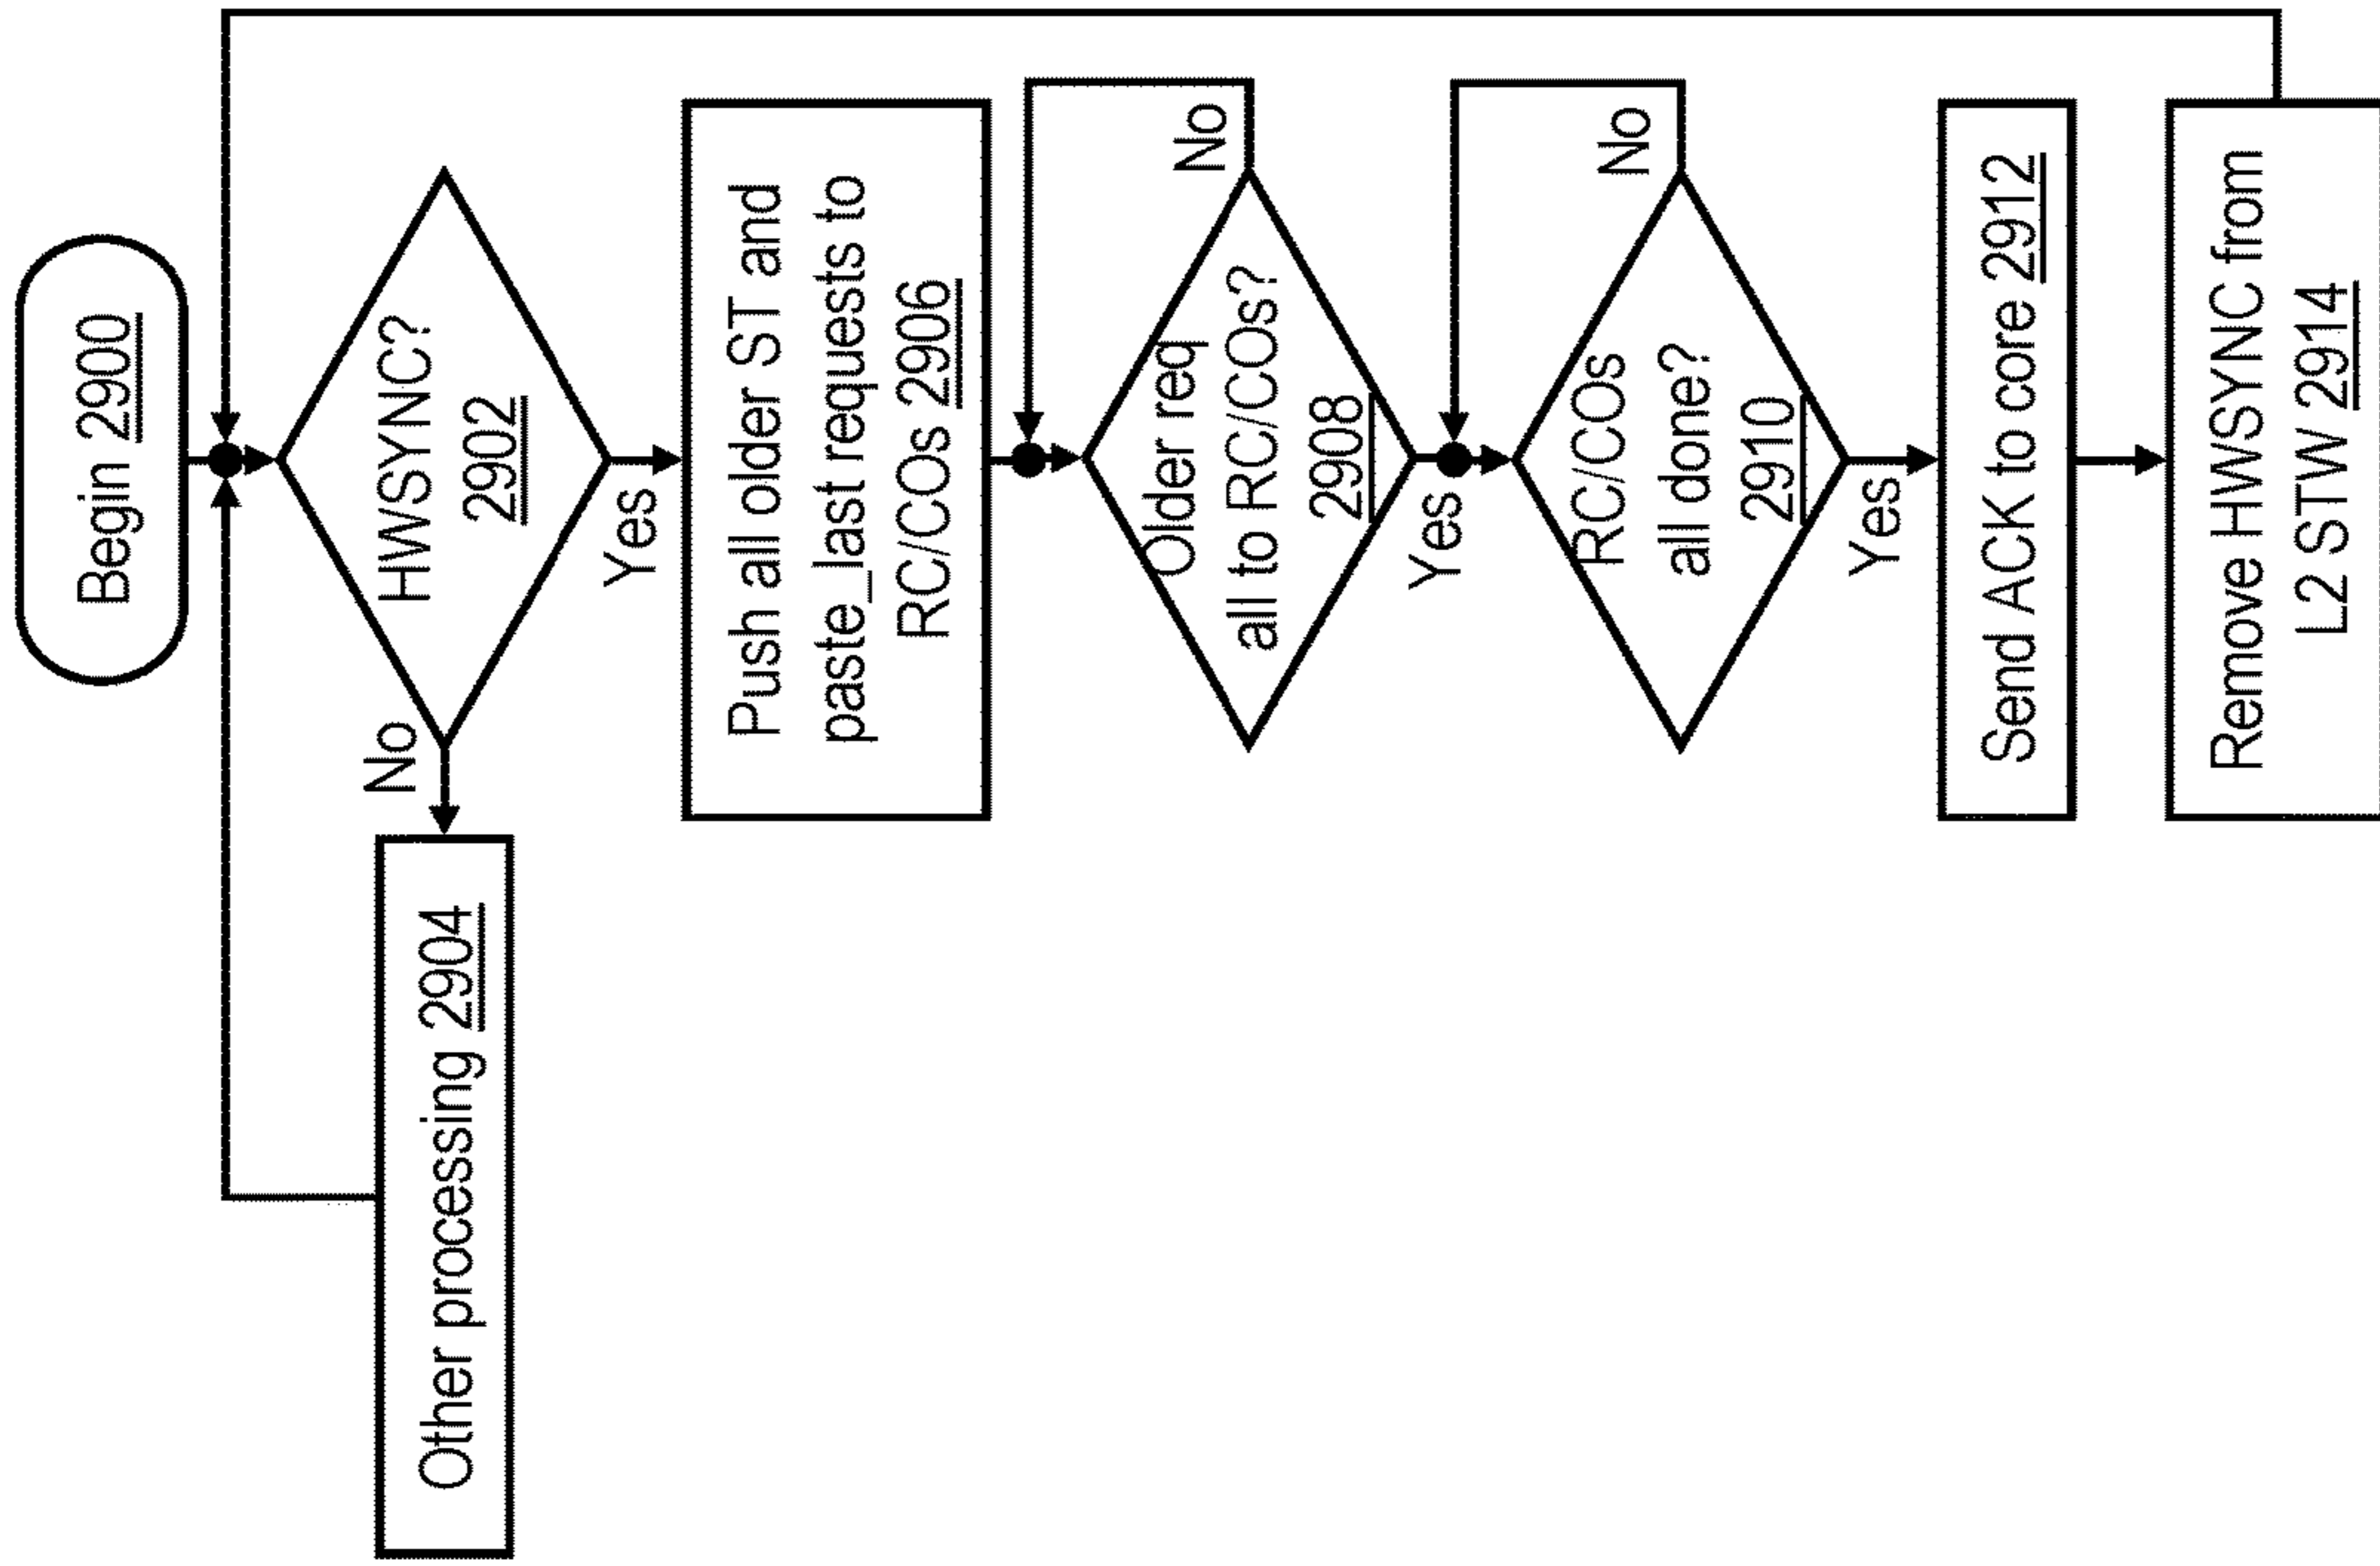 Begin 2900
HWSYNC?
2902
No
Yes
Other processing 2904
Push all older ST and
paste_last requests to
RC/COs 2906
Older req
all to RC/COs?
2908
No
Yes
RC/COs
all done?
2910
No
Yes
Send ACK to core 2912
Remove HWSYNC from
L2 STW 2914